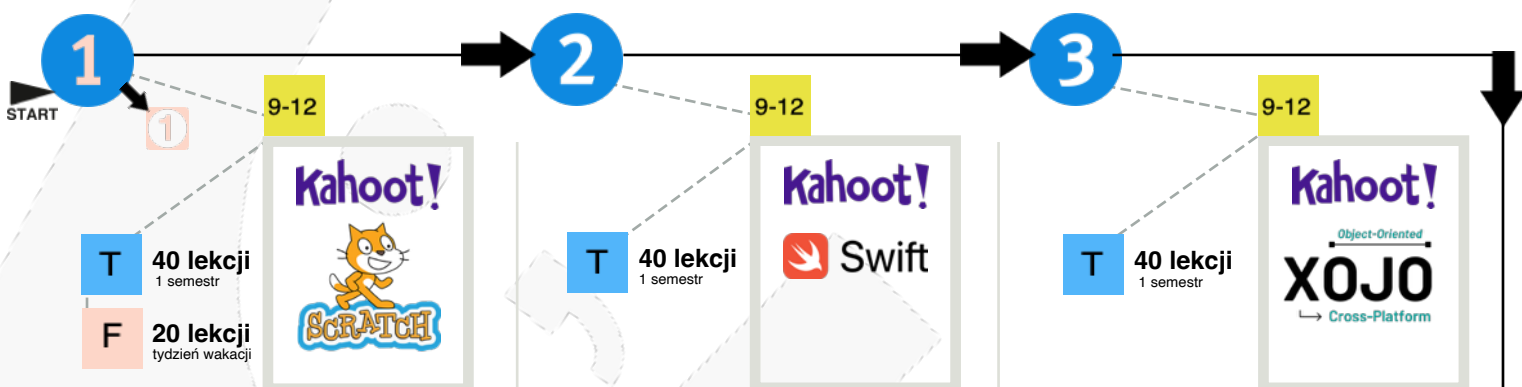 1
START
1
9-12
Kahoot!
SCRATCH
T
40 lekcji
1 semestr
F
20 lekcji
tydzień wakacji
2
9-12
Kahoot!
Swift
T
40 lekcji
1 semestr
3
9-12
Kahoot!
Object-Oriented
XOJO
Cross-Platform
T
40 lekcji
1 semestr